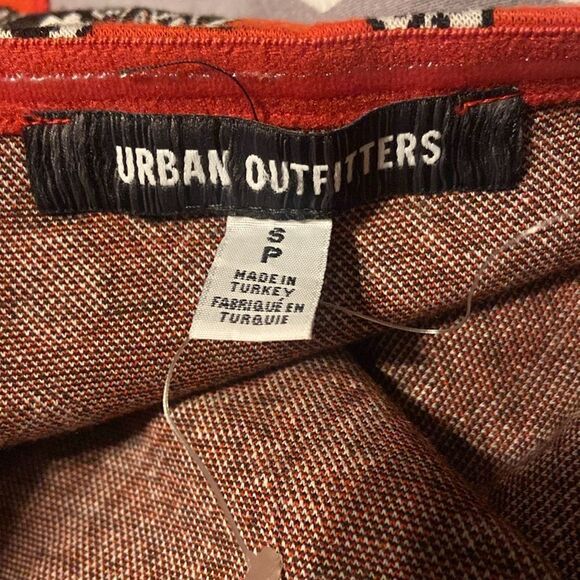 URBAN OUTFITTERS
S
P
MADE IN
TURKEY
FABRIQUÉ EN
TURQUIE